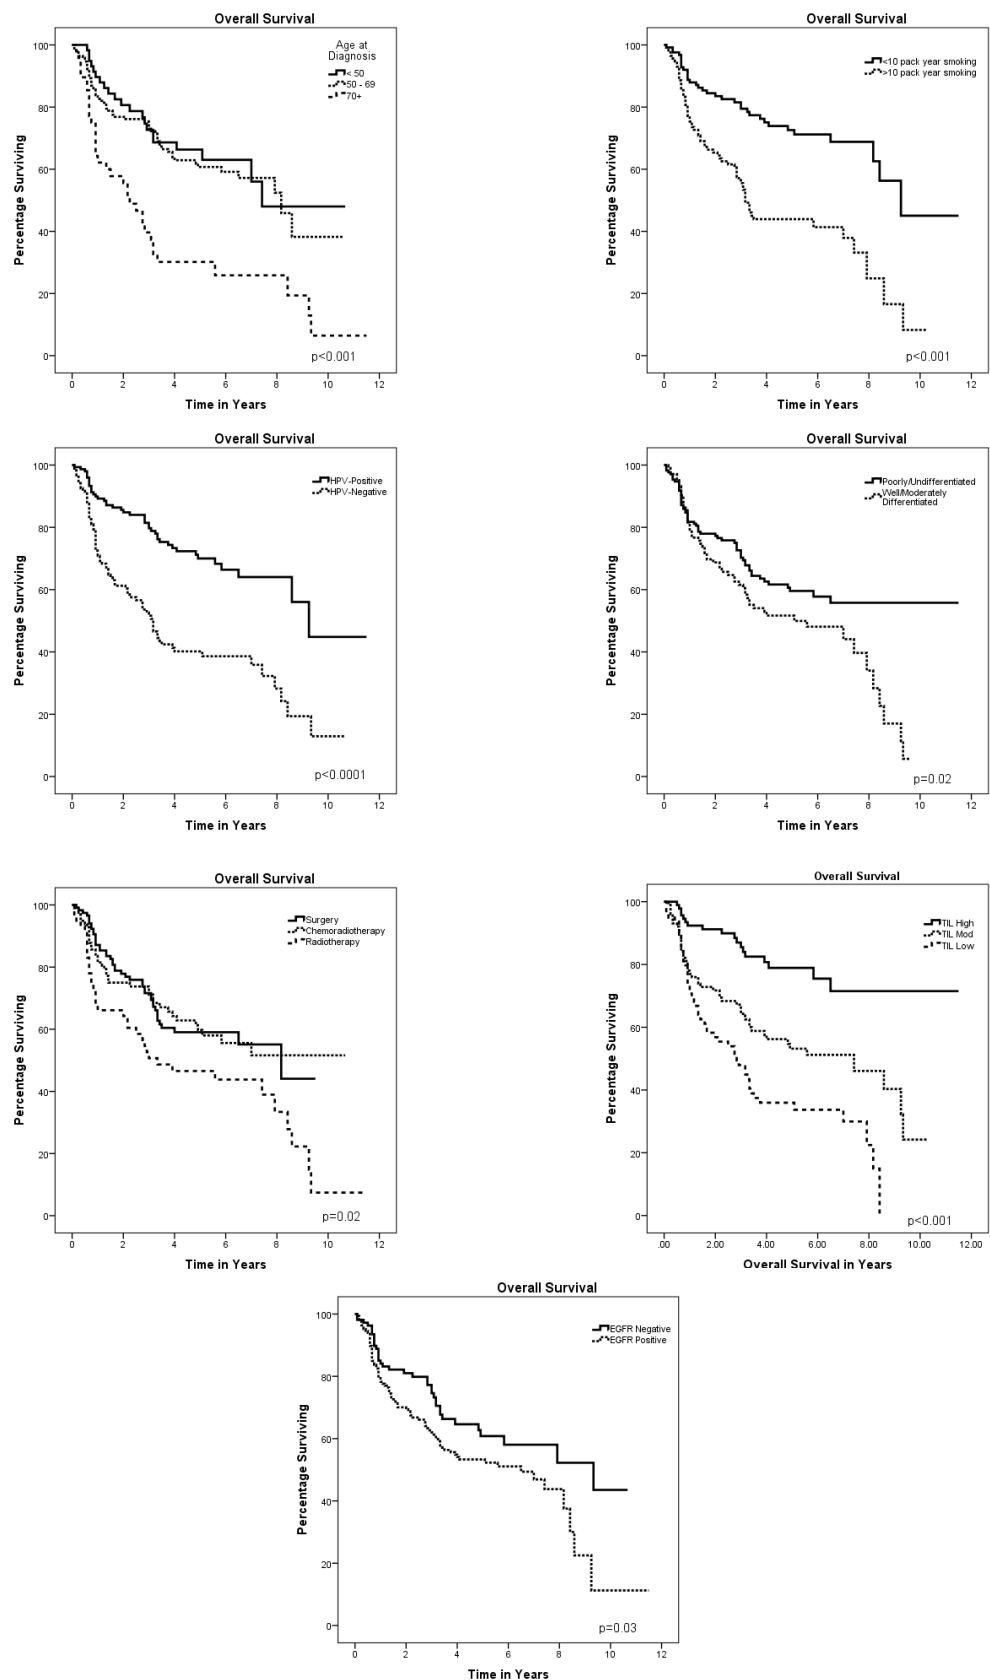 Overall Survival
Age at
Diagnosis
< 50
50 - 69
70+
100
80
60
40
20
0
Percentage Surviving
p<0.001
0 2 4 6 8 10 12
Time in Years
Overall Survival
<10 pack year smoking
>10 pack year smoking
100
80
60
40
20
0
Percentage Surviving
p<0.001
0 2 4 6 8 10 12
Time in Years
Overall Survival
HPV-Positive
HPV-Negative
100
80
60
40
20
0
Percentage Surviving
p<0.0001
0 2 4 6 8 10 12
Time in Years
Overall Survival
Poorly/Undifferentiated
Well/Moderately
Differentiated
100
80
60
40
20
0
Percentage Surviving
p=0.02
0 2 4 6 8 10 12
Time in Years
Overall Survival
Surgery
Chemoradiotherapy
Radiotherapy
100
80
60
40
20
0
Percentage Surviving
p=0.02
0 2 4 6 8 10 12
Time in Years
Overall Survival
TIL High
TIL Mod
TIL Low
100
80
60
40
20
0
Percentage Surviving
p<0.001
.00 2.00 4.00 6.00 8.00 10.00 12.00
Overall Survival in Years
Overall Survival
EGFR Negative
EGFR Positive
100
80
60
40
20
0
Percentage Surviving
p=0.03
0 2 4 6 8 10 12
Time in Years